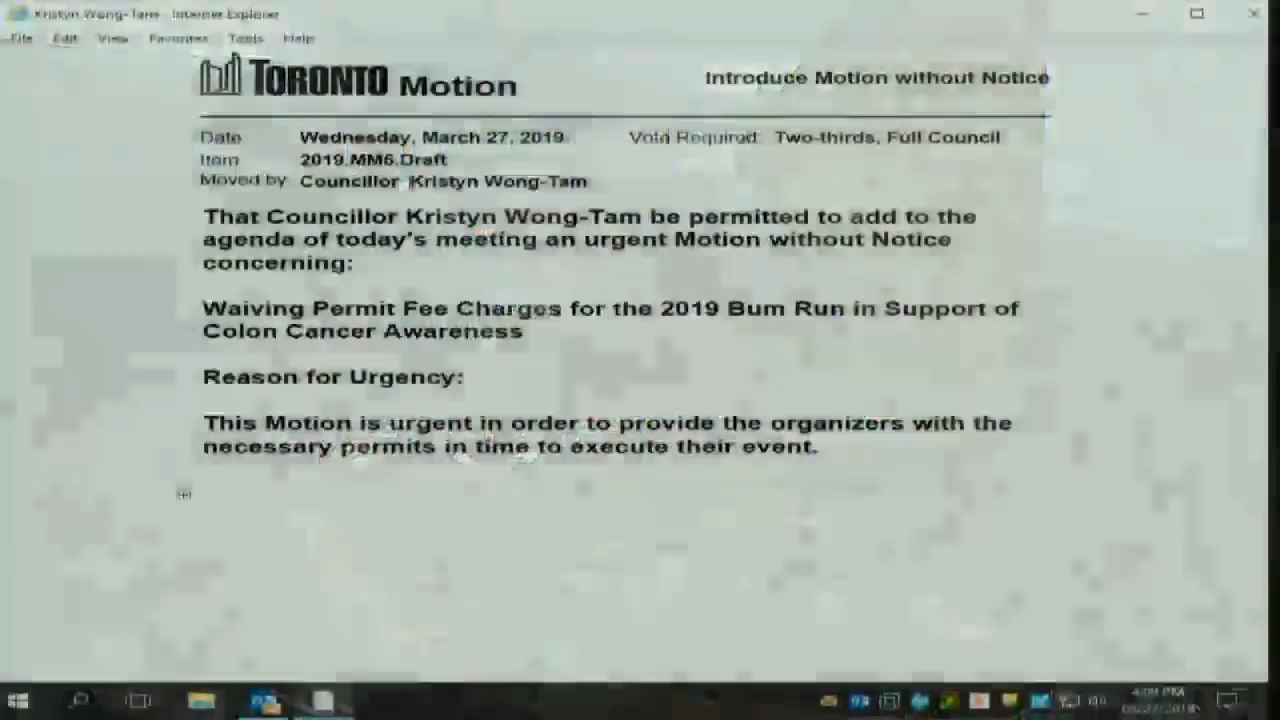 Kristyn Wong-Tam - Internet Explorer
File Edit View Favorites Tools Help
TORONTO Motion
Introduce Motion without Notice
Date Wednesday, March 27, 2019 Vote Required: Two-thirds, Full Council
Item 2019.MM6.Draft
Moved by: Councillor Kristyn Wong-Tam
That Councillor Kristyn Wong-Tam be permitted to add to the
agenda of today's meeting an urgent Motion without Notice
concerning:
Waiving Permit Fee Charges for the 2019 Bum Run in Support of
Colon Cancer Awareness
Reason for Urgency:
This Motion is urgent in order to provide the organizers with the
necessary permits in time to execute their event.